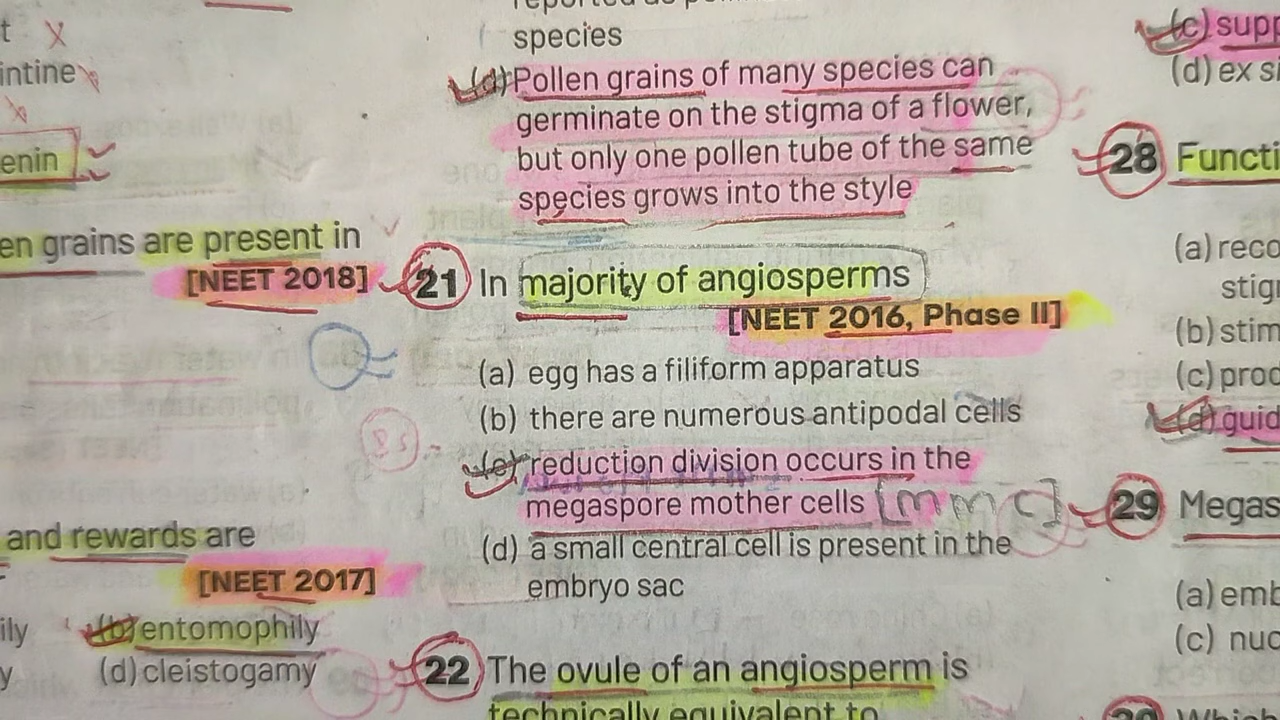 t X
intine
enin
en grains are present in
[NEET 2018]
and rewards are
[NEET 2017]
ily (b) entomophily
y (d) cleistogamy
species
(d) Pollen grains of many species can
germinate on the stigma of a flower,
but only one pollen tube of the same
species grows into the style
21 In majority of angiosperms
[NEET 2016, Phase II]
(a) egg has a filiform apparatus
(b) there are numerous antipodal cells
(c) reduction division occurs in the
megaspore mother cells [MMC]
(d) a small central cell is present in the
embryo sac
22 The ovule of an angiosperm is
technically equivalent to
(c) supp
(d) ex si
28 Functi
(a) reco
stig
(b) stim
(c) prod
(d) guid
29 Megas
(a) emb
(c) nuc